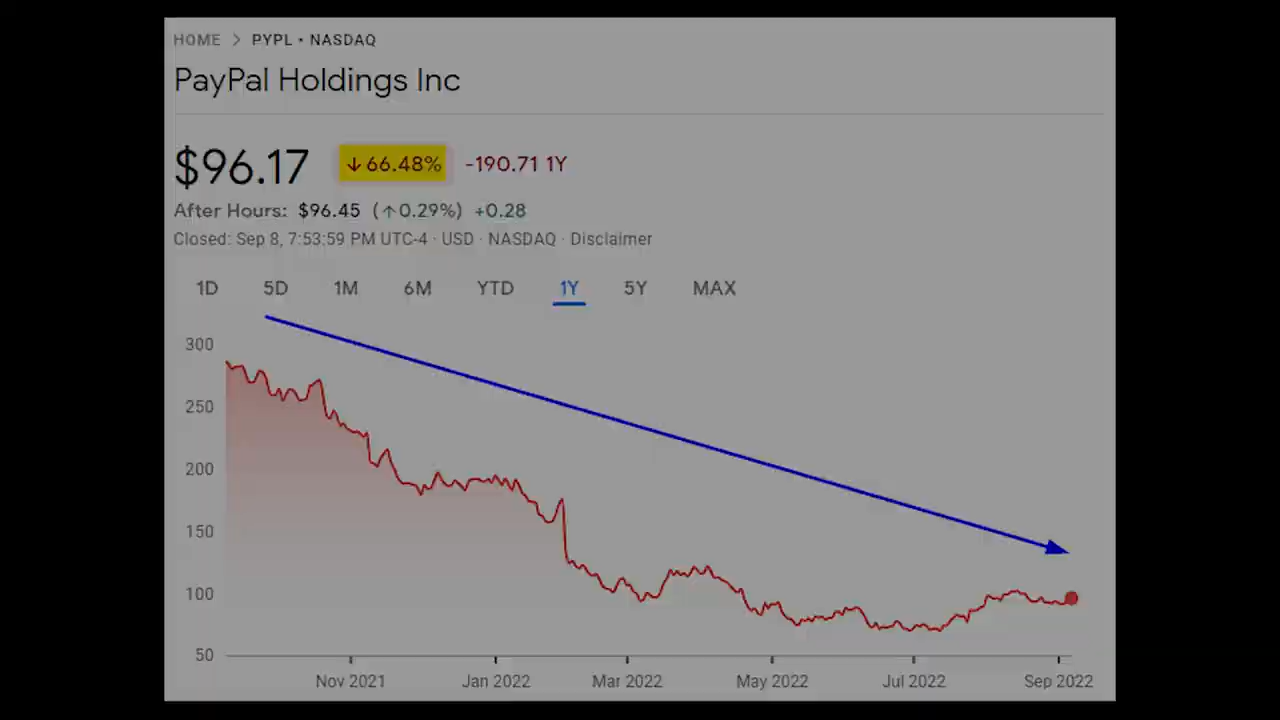 HOME > PYPL • NASDAQ
PayPal Holdings Inc
$96.17 ↓66.48% -190.71 1Y
After Hours: $96.45 (↑0.29%) +0.28
Closed: Sep 8, 7:53:59 PM UTC-4 · USD · NASDAQ · Disclaimer
1D 5D 1M 6M YTD 1Y 5Y MAX
300
250
200
150
100
50
Nov 2021 Jan 2022 Mar 2022 May 2022 Jul 2022 Sep 2022